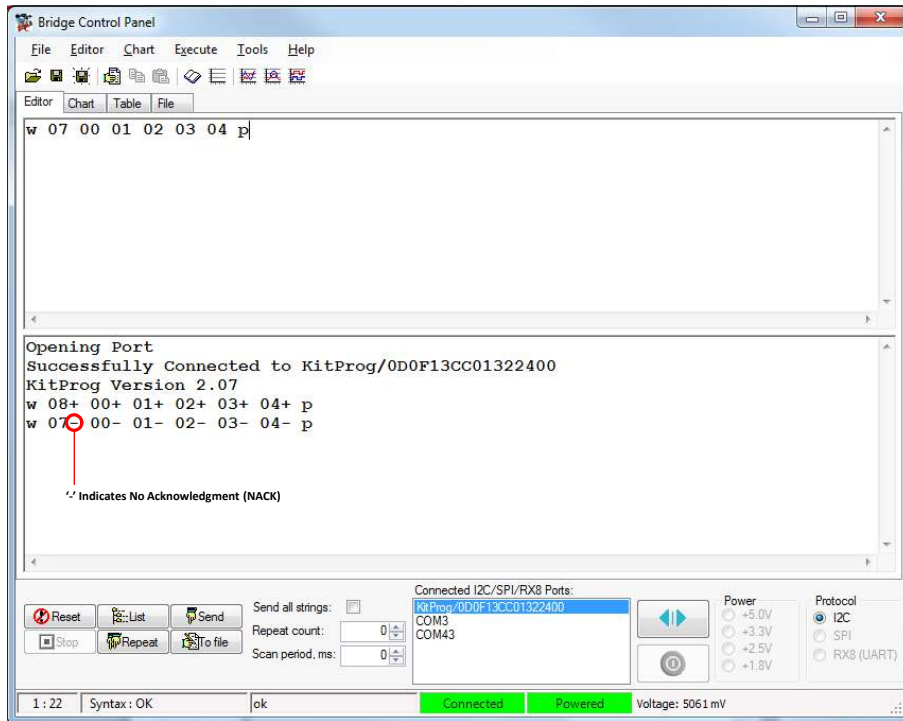 Bridge Control Panel
File Editor Chart Execute Tools Help
Editor Chart Table File
w 07 00 01 02 03 04 p
Opening Port
Successfully Connected to KitProg/0D0F13CC01322400
KitProg Version 2.07
w 08+ 00+ 01+ 02+ 03+ 04+ p
w 07- 00- 01- 02- 03- 04- p
‘-’ Indicates No Acknowledgment (NACK)
Reset List Send
Stop Repeat To file
Send all strings:
Repeat count: 0
Scan period, ms: 0
Connected I2C/SPI/RX8 Ports:
KitProg/0D0F13CC01322400
COM3
COM43
Power
+5.0V
+3.3V
+2.5V
+1.8V
Protocol
I2C
SPI
RX8 (UART)
1 : 22 Syntax : OK ok Connected Powered Voltage: 5061 mV